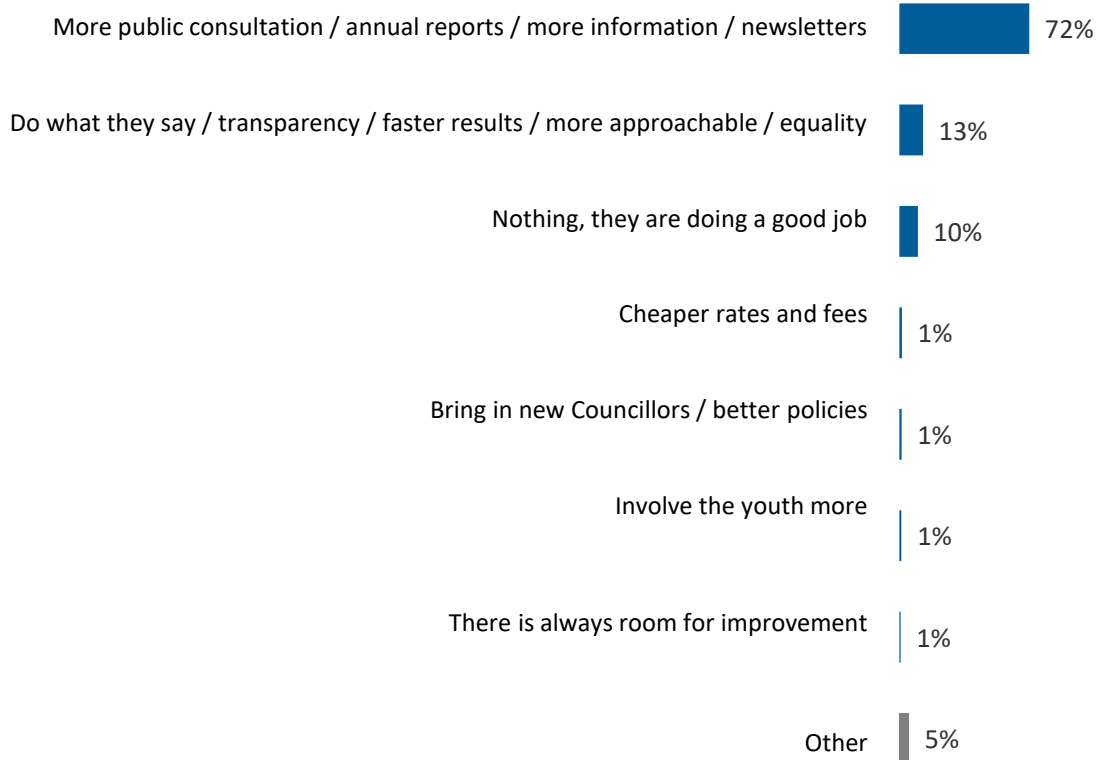 More public consultation / annual reports / more information / newsletters 72%
Do what they say / transparency / faster results / more approachable / equality 13%
Nothing, they are doing a good job 10%
Cheaper rates and fees 1%
Bring in new Councillors / better policies 1%
Involve the youth more 1%
There is always room for improvement 1%
Other 5%